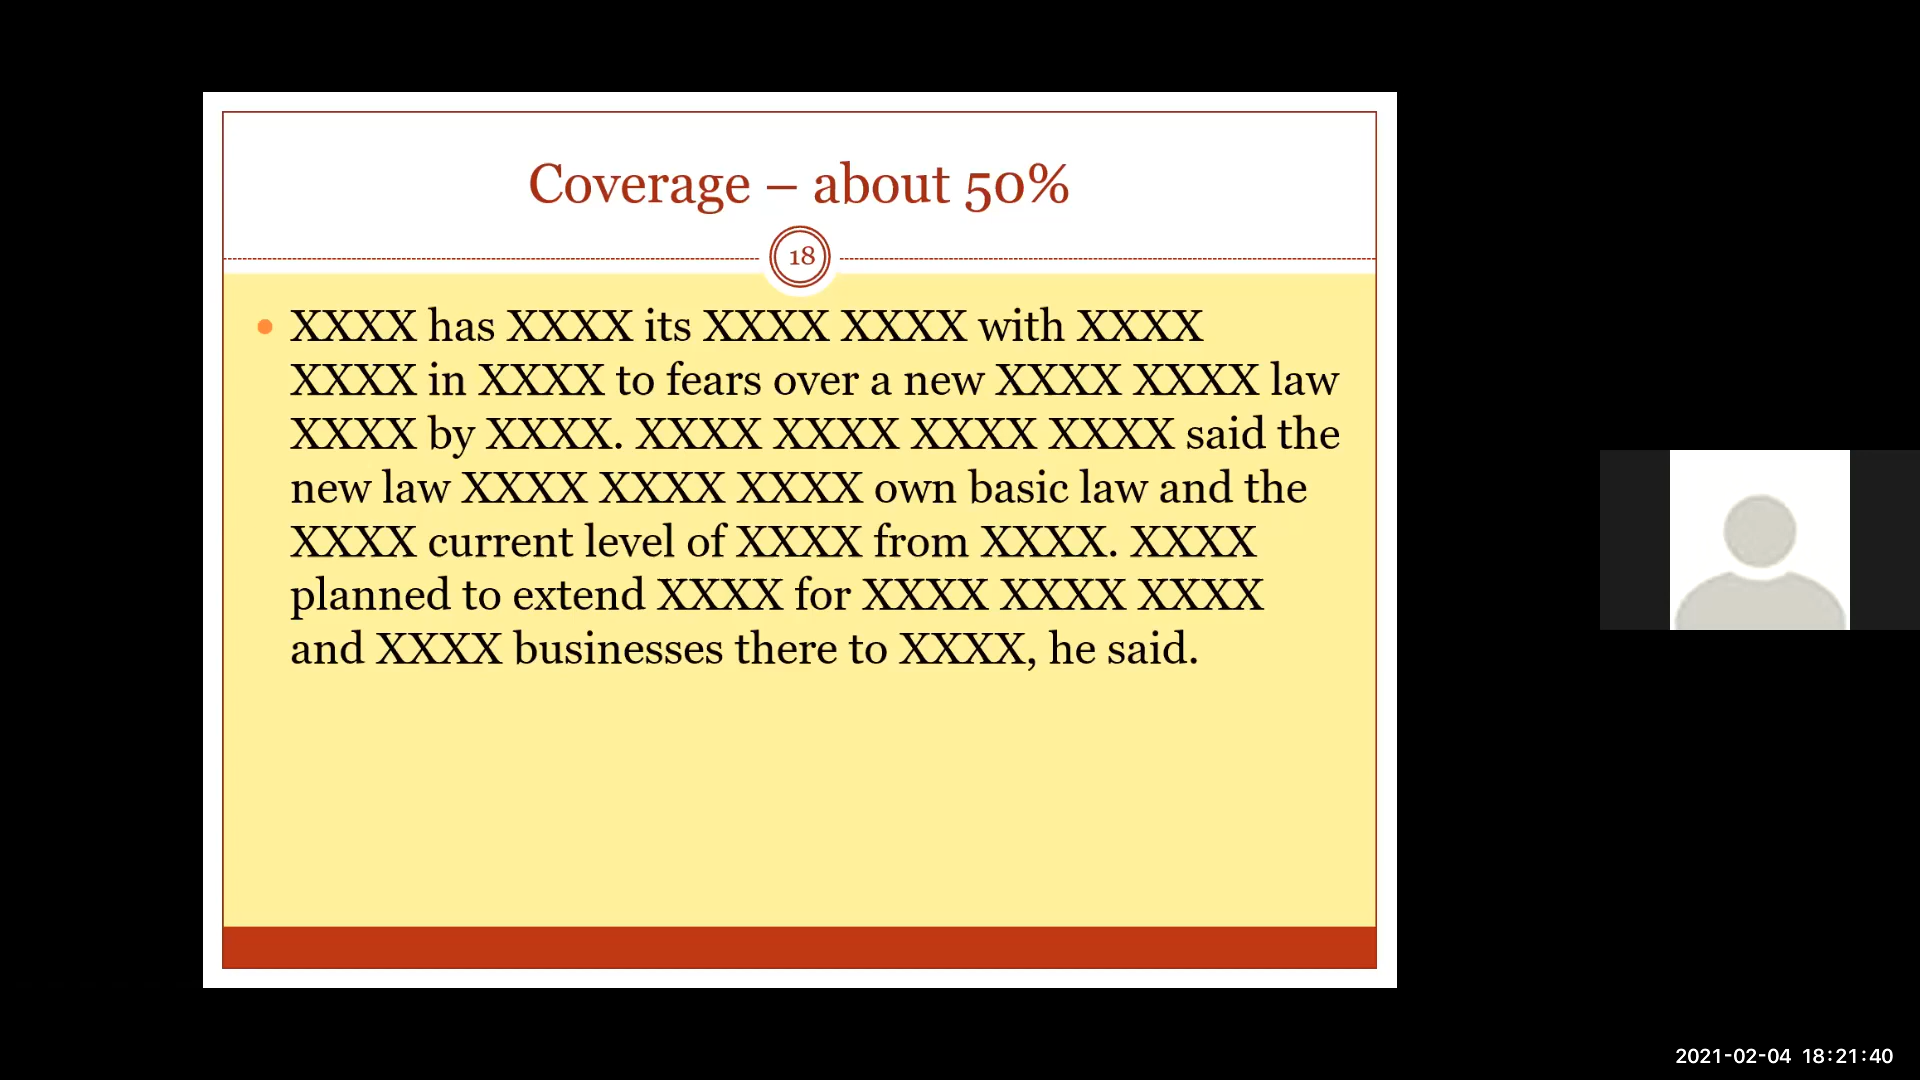 Coverage – about 50%
18
• XXXX has XXXX its XXXX XXXX with XXXX
XXXX in XXXX to fears over a new XXXX XXXX law
XXXX by XXXX. XXXX XXXX XXXX XXXX said the
new law XXXX XXXX XXXX own basic law and the
XXXX current level of XXXX from XXXX. XXXX
planned to extend XXXX for XXXX XXXX XXXX
and XXXX businesses there to XXXX, he said.
2021-02-04 18:21:40